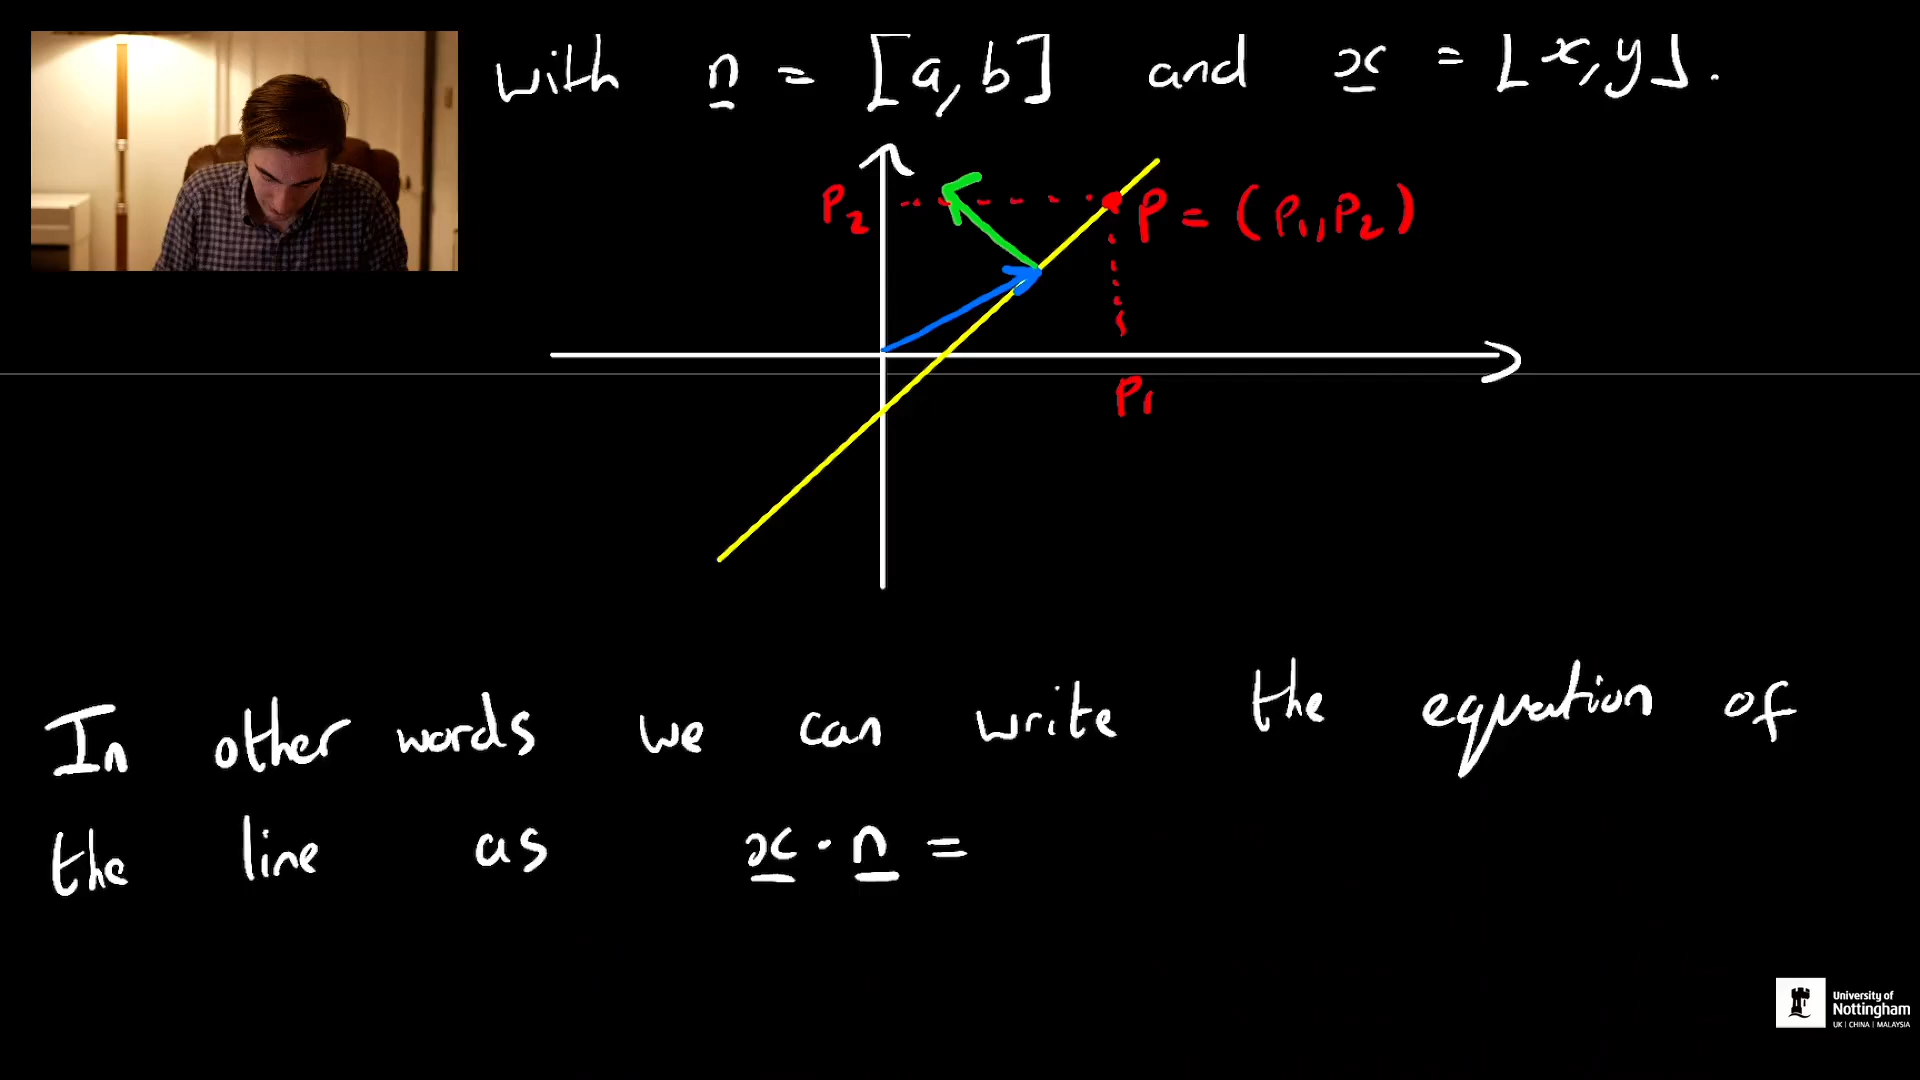 with n = [a, b] and x = [x, y].
P₂
P = (P₁, P₂)
P₁
In other words we can write the equation of
the line as x · n =
University of
Nottingham
UK | CHINA | MALAYSIA